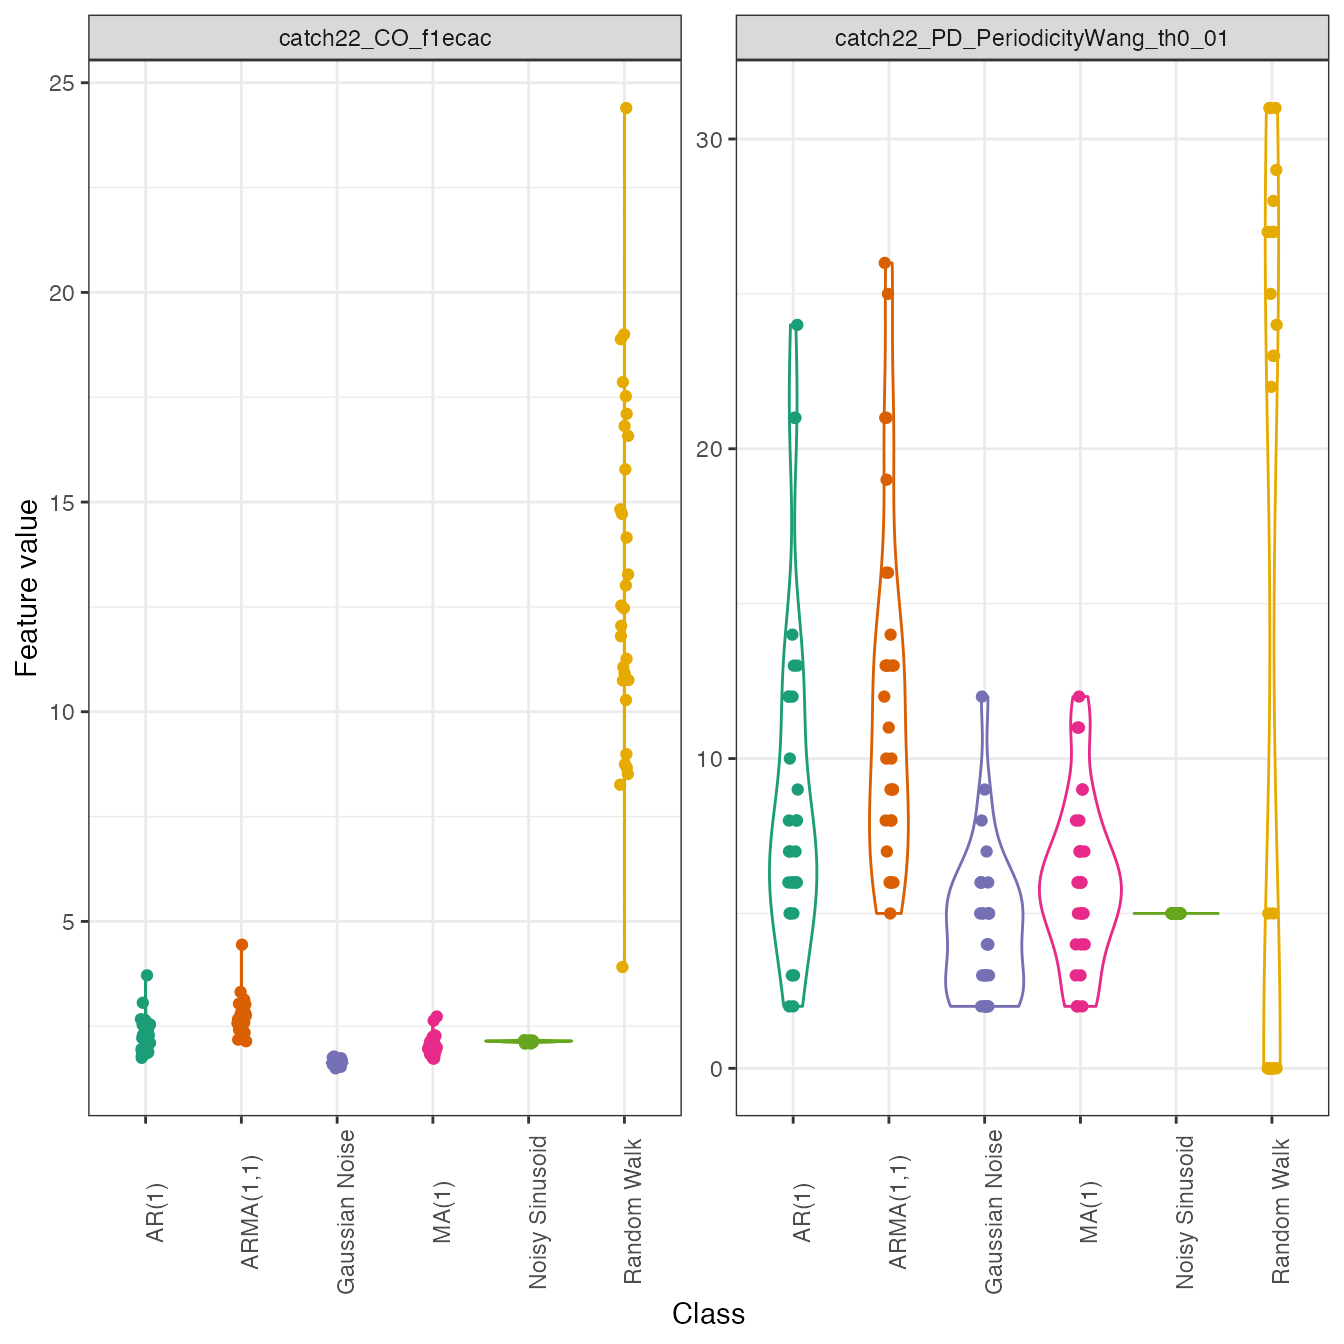 catch22_CO_f1ecac
catch22_PD_PeriodicityWang_th0_01
Feature value
25
20
15
10
5
30
20
10
0
AR(1)
ARMA(1,1)
Gaussian Noise
MA(1)
Noisy Sinusoid
Random Walk
AR(1)
ARMA(1,1)
Gaussian Noise
MA(1)
Noisy Sinusoid
Random Walk
Class